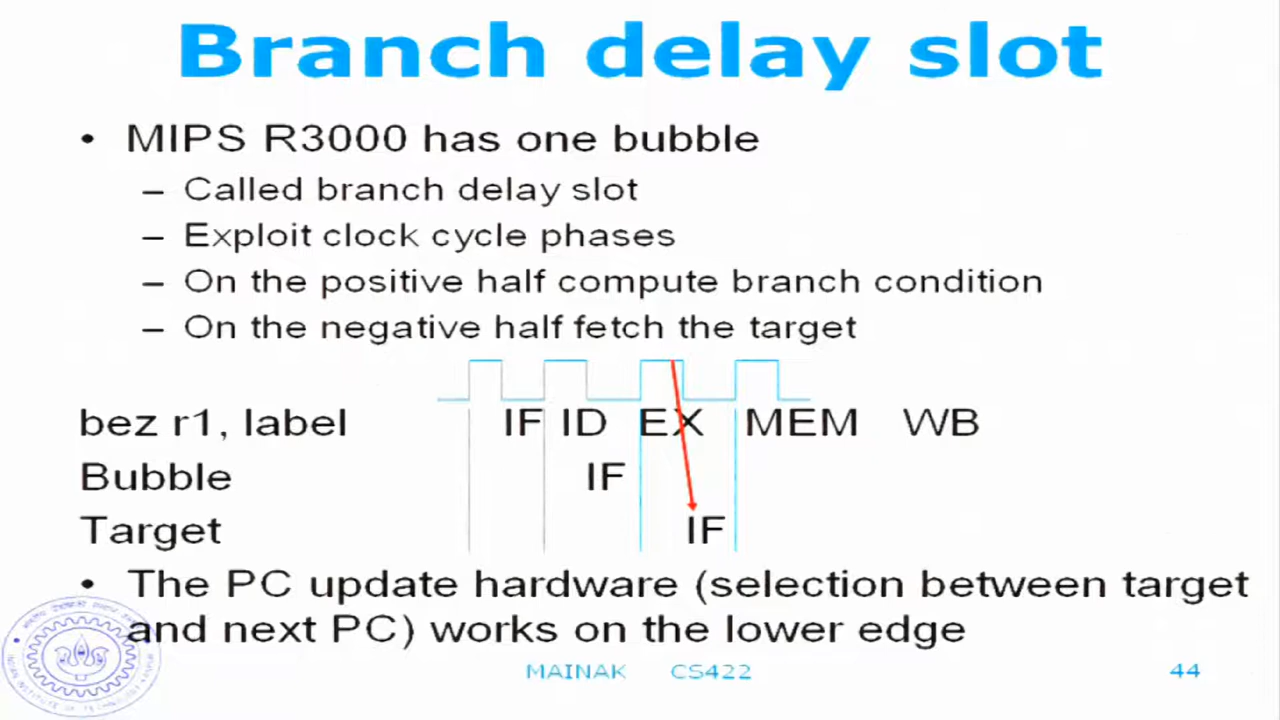 Branch delay slot
• MIPS R3000 has one bubble
– Called branch delay slot
– Exploit clock cycle phases
– On the positive half compute branch condition
– On the negative half fetch the target
bez r1, label IF ID EX MEM WB
Bubble IF
Target IF
• The PC update hardware (selection between target
and next PC) works on the lower edge
MAINAK CS422 44